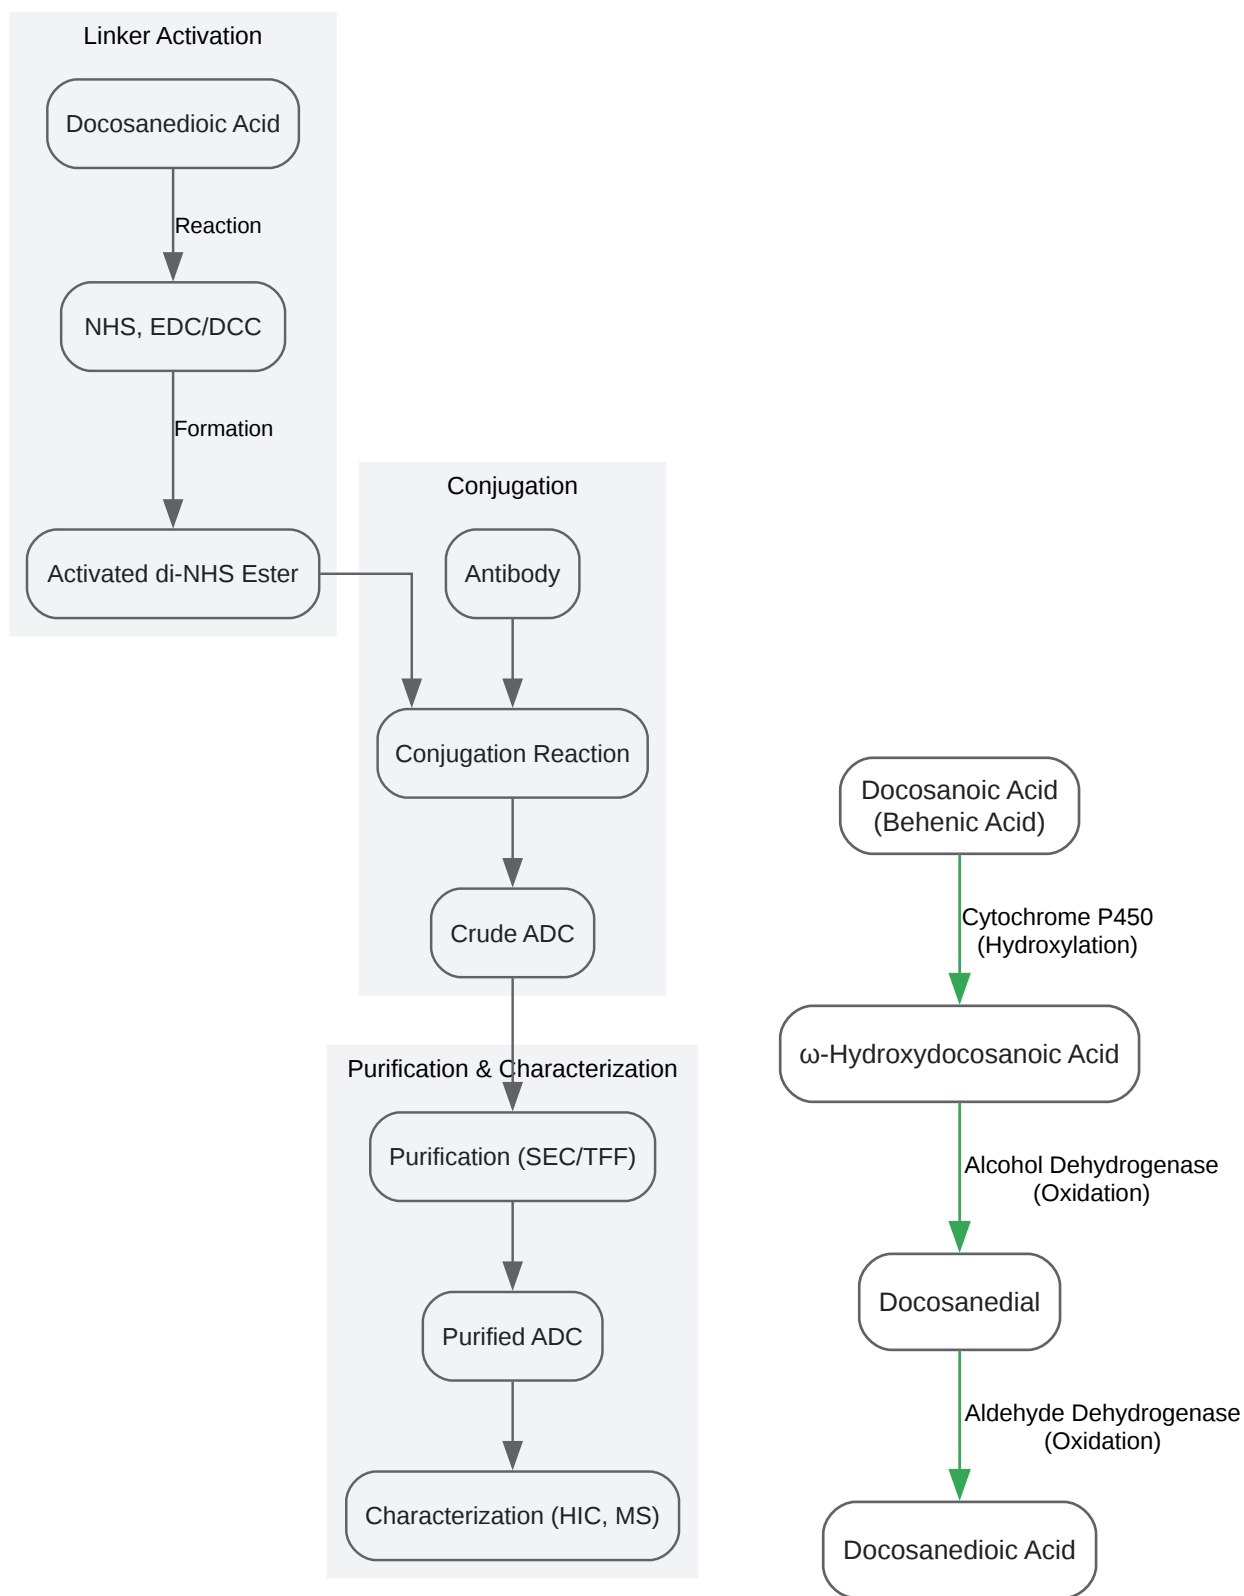 Linker Activation
Docosanedioic Acid
Reaction
NHS, EDC/DCC
Formation
Activated di-NHS Ester
Conjugation
Antibody
Conjugation Reaction
Crude ADC
Purification & Characterization
Purification (SEC/TFF)
Purified ADC
Characterization (HIC, MS)
Docosanoic Acid
(Behenic Acid)
Cytochrome P450
(Hydroxylation)
ω-Hydroxydocosanoic Acid
Alcohol Dehydrogenase
(Oxidation)
Docosanedial
Aldehyde Dehydrogenase
(Oxidation)
Docosanedioic Acid